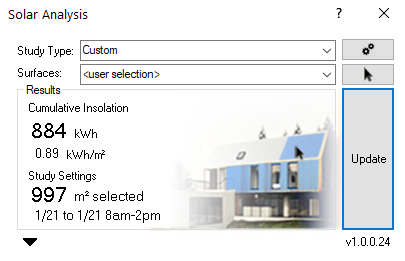 Solar Analysis ?
Study Type: Custom
Surfaces: <user selection>
Results
Cumulative Insolation
884 kWh
0.89 kWh/m²
Study Settings
997 m² selected
1/21 to 1/21 8am-2pm
Update
v1.0.0.24